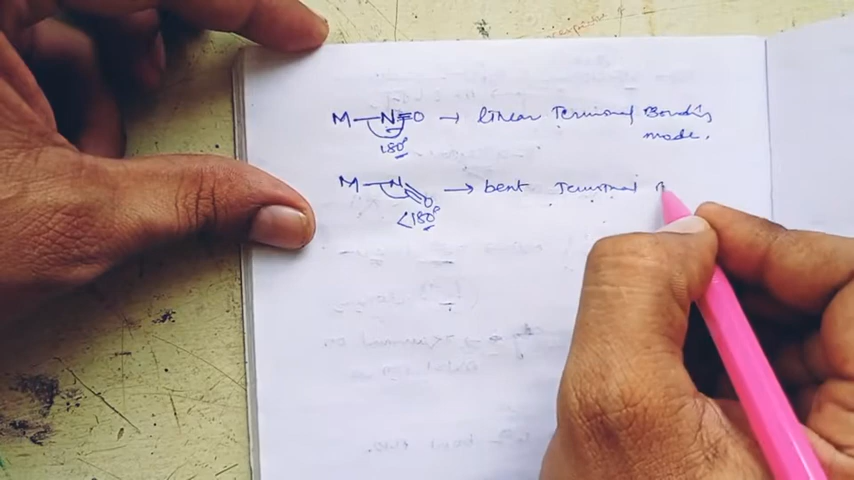 M—N≡O → linear Terminal Bonding
mode.
180°
M—N=O → bent Terminal
<180°